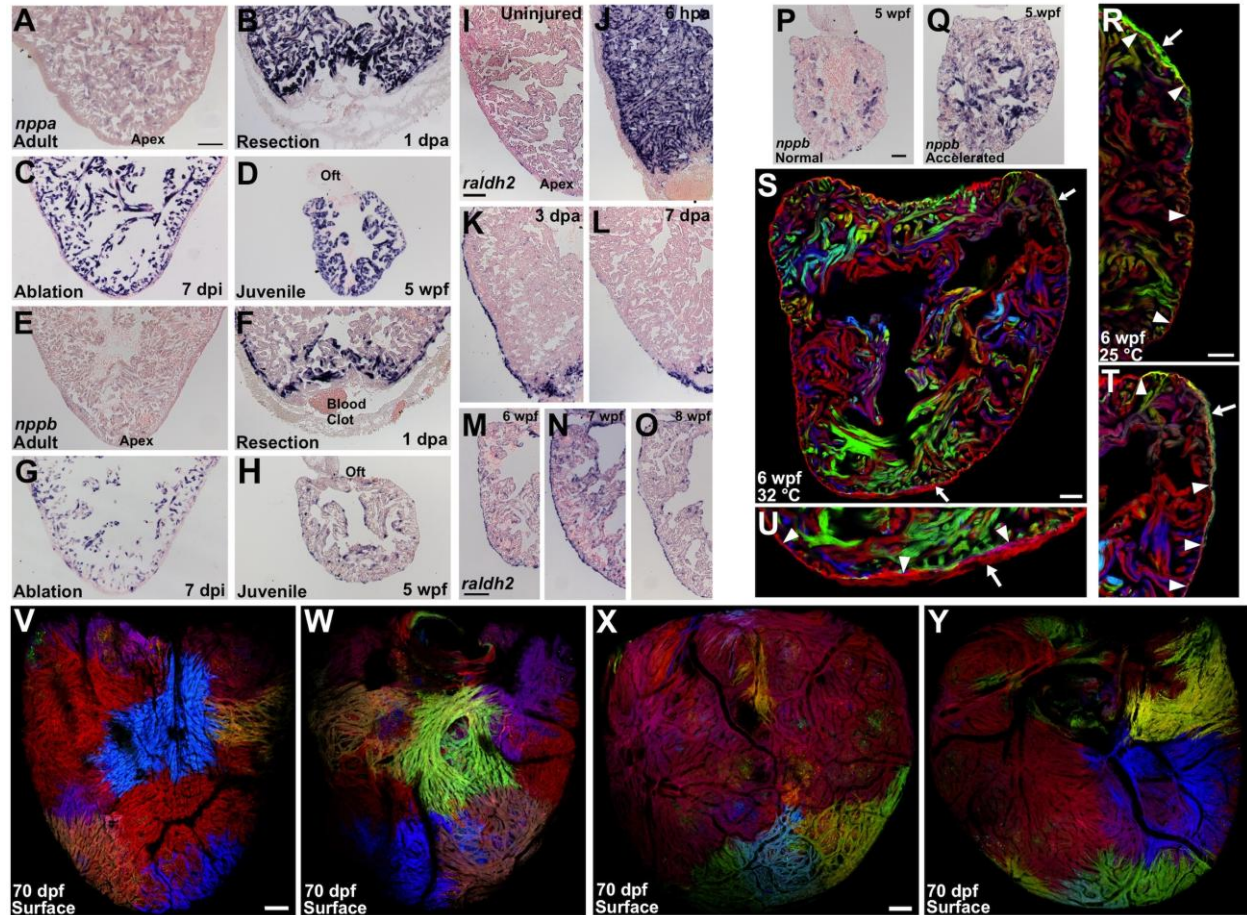 A
nppa
Adult
Apex
B
Resection
1 dpa
C
Ablation
7 dpi
D
Oft
Juvenile
5 wpf
E
nppb
Adult
Apex
F
Blood
Clot
Resection
1 dpa
G
Ablation
7 dpi
H
Oft
Juvenile
5 wpf
I
Uninjured
raldh2
Apex
J
6 hpa
K
3 dpa
L
7 dpa
M
6 wpf
raldh2
N
7 wpf
O
8 wpf
P
5 wpf
nppb
Normal
Q
5 wpf
nppb
Accelerated
R
6 wpf
25 °C
S
6 wpf
32 °C
T
U
V
70 dpf
Surface
W
70 dpf
Surface
X
70 dpf
Surface
Y
70 dpf
Surface